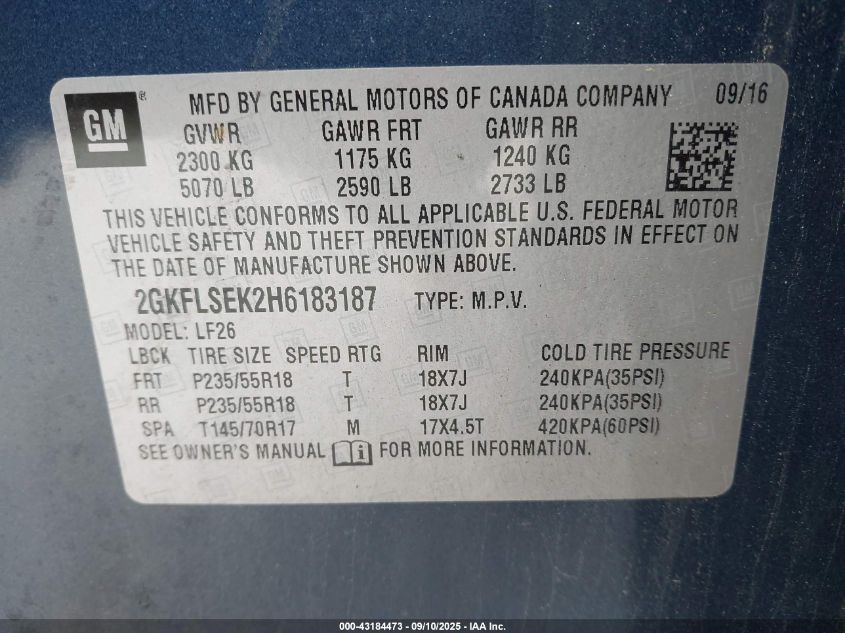 GM ® MFD BY GENERAL MOTORS OF CANADA COMPANY 09/16
GVWR GAWR FRT GAWR RR
2300 KG 1175 KG 1240 KG
5070 LB 2590 LB 2733 LB
THIS VEHICLE CONFORMS TO ALL APPLICABLE U.S. FEDERAL MOTOR
VEHICLE SAFETY AND THEFT PREVENTION STANDARDS IN EFFECT ON
THE DATE OF MANUFACTURE SHOWN ABOVE.
2GKFLSEK2H6183187 TYPE: M.P.V.
MODEL: LF26
LBCK TIRE SIZE SPEED RTG RIM COLD TIRE PRESSURE
FRT P235/55R18 T 18X7J 240KPA(35PSI)
RR P235/55R18 T 18X7J 240KPA(35PSI)
SPA T145/70R17 M 17X4.5T 420KPA(60PSI)
SEE OWNER'S MANUAL i FOR MORE INFORMATION.
000-43184473 - 09/10/2025 - IAA Inc.